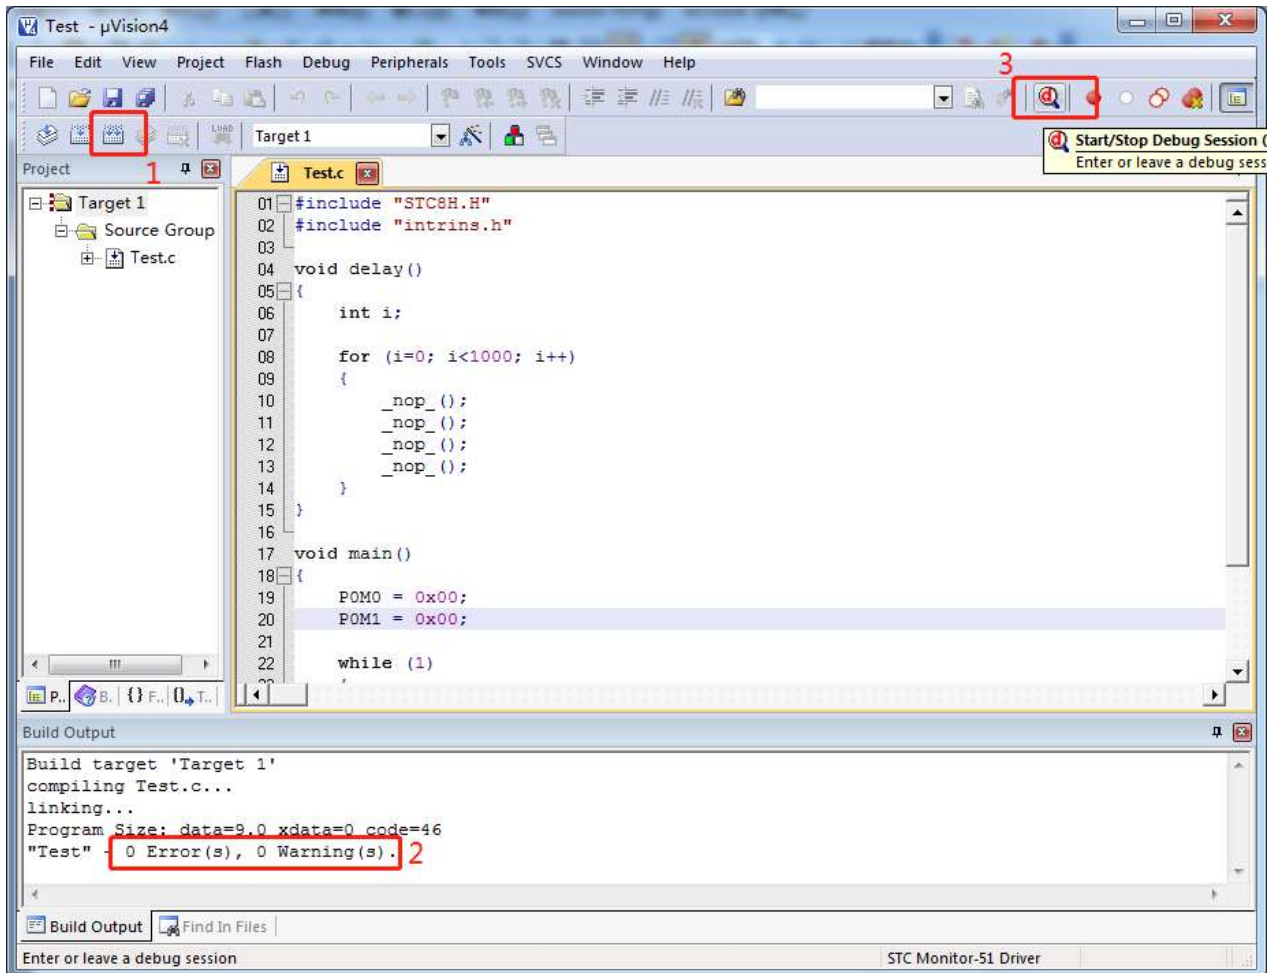 Test - µVision4
File Edit View Project Flash Debug Peripherals Tools SVCS Window Help
3
LOAD Target 1
Start/Stop Debug Session (
Enter or leave a debug sess
Project
1
Test.c
Target 1
Source Group
Test.c
01 #include "STC8H.H"
02 #include "intrins.h"
03
04 void delay()
05 {
06 int i;
07
08 for (i=0; i<1000; i++)
09 {
10 _nop_();
11 _nop_();
12 _nop_();
13 _nop_();
14 }
15 }
16
17 void main()
18 {
19 P0M0 = 0x00;
20 P0M1 = 0x00;
21
22 while (1)
P.. B. {} F.. 0 T..
Build Output
Build target 'Target 1'
compiling Test.c...
linking...
Program Size: data=9.0 xdata=0 code=46
"Test" - 0 Error(s), 0 Warning(s).
2
Build Output Find In Files
Enter or leave a debug session STC Monitor-51 Driver